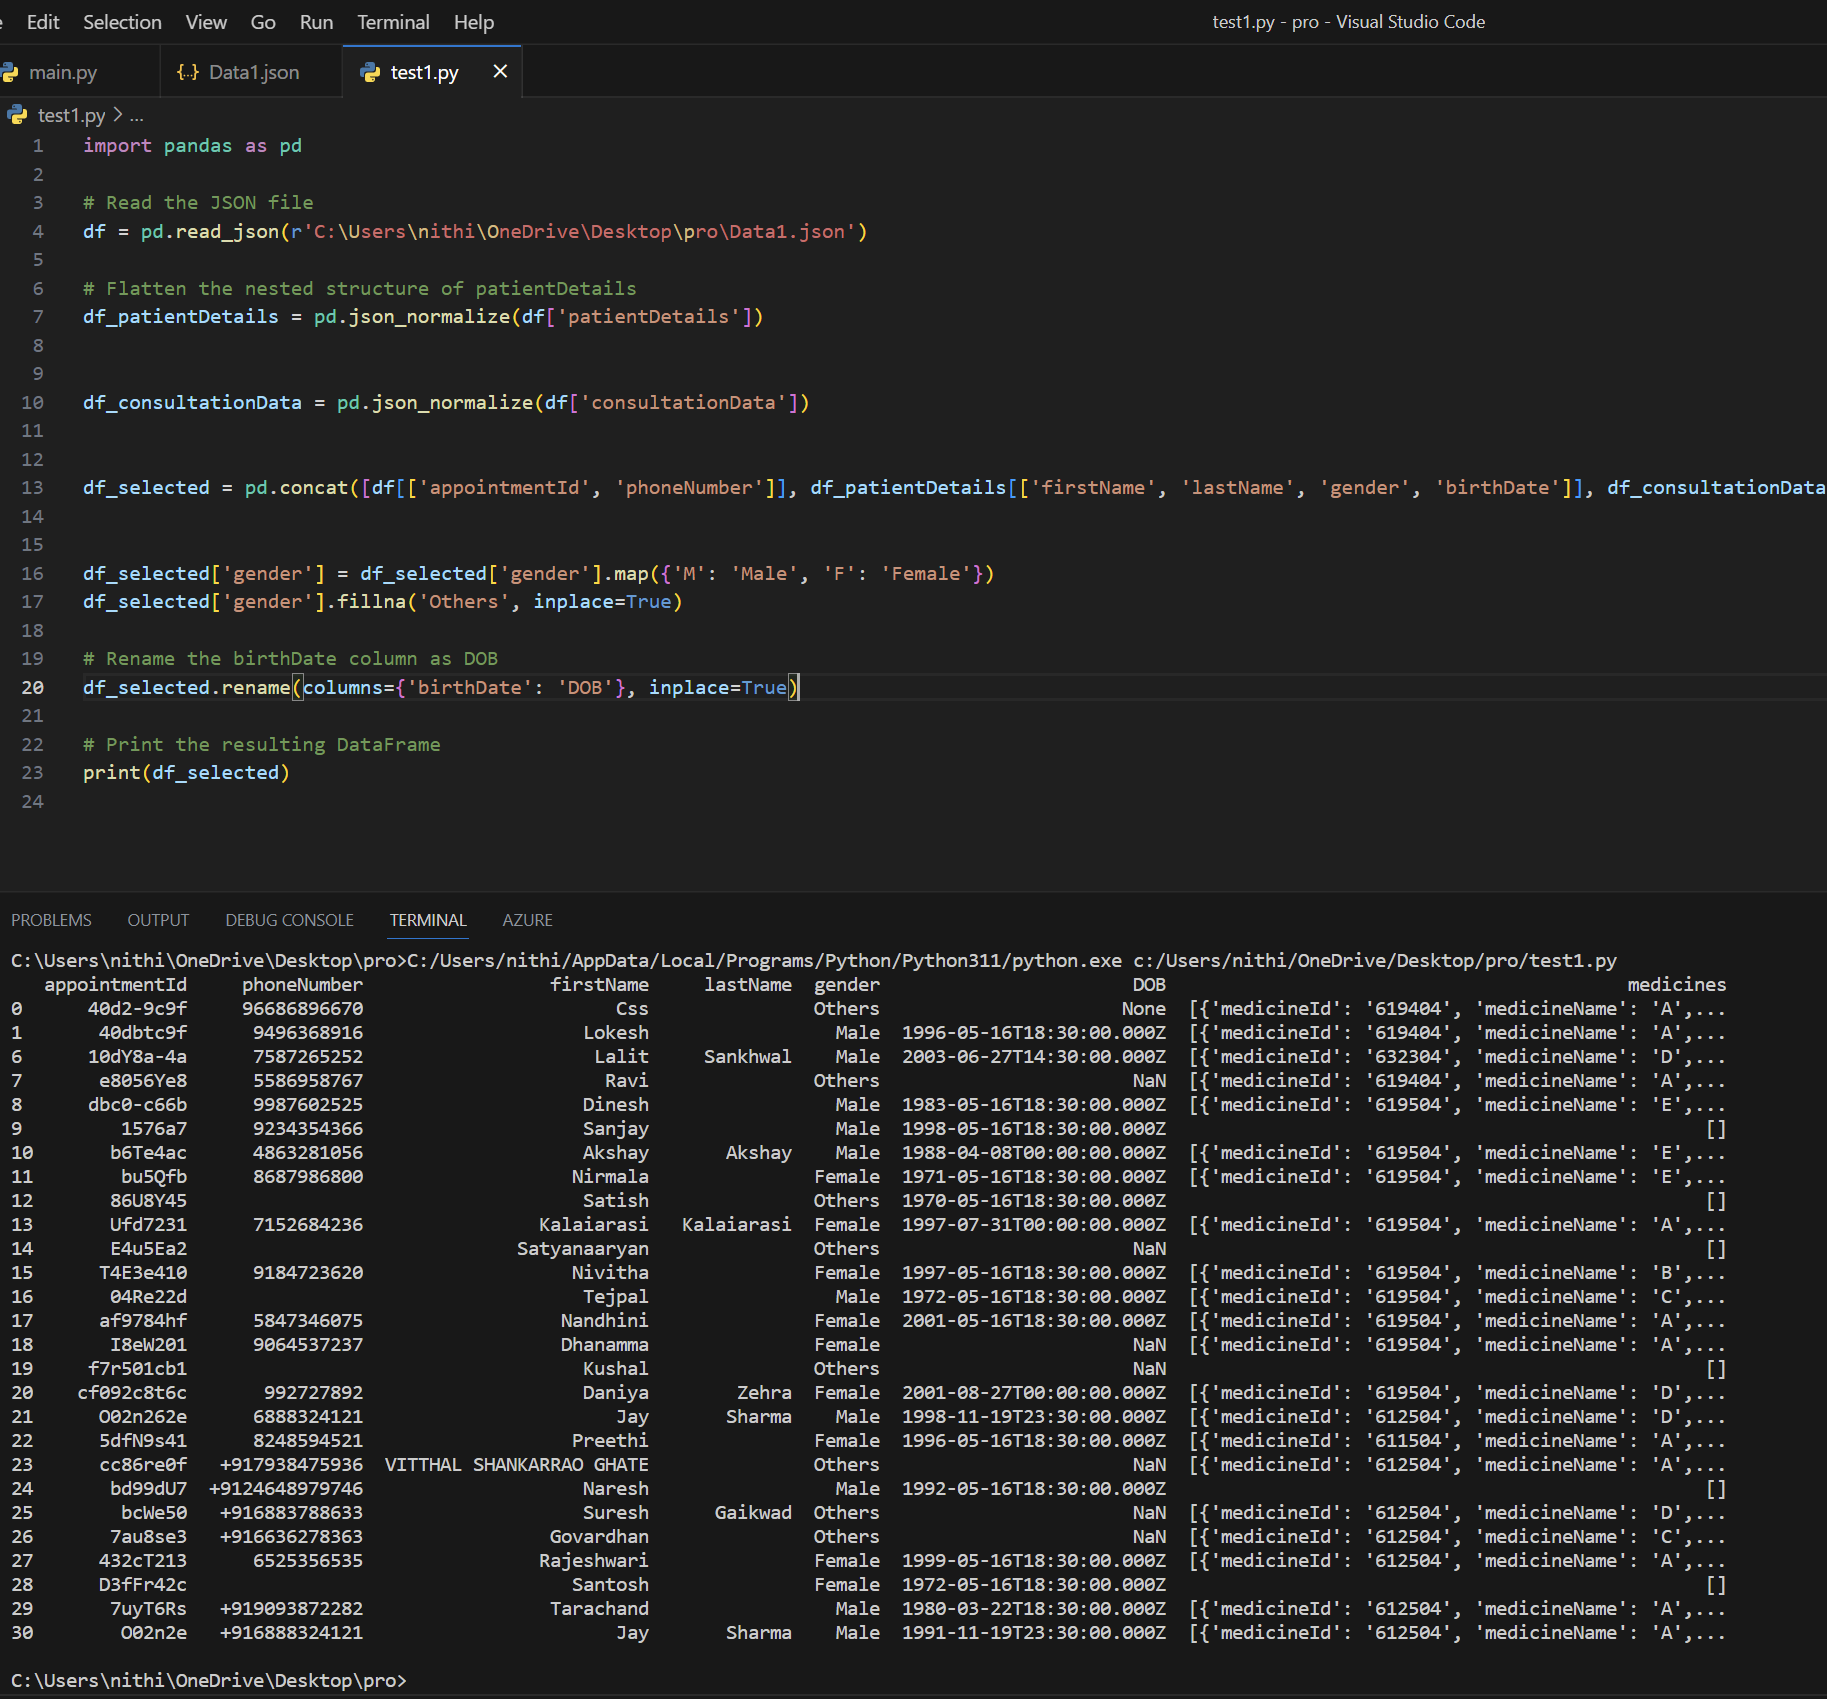 Edit Selection View Go Run Terminal Help test1.py - pro - Visual Studio Code
main.py {..} Data1.json test1.py ×
test1.py > ...
1 import pandas as pd
2
3 # Read the JSON file
4 df = pd.read_json(r'C:\Users\nithi\OneDrive\Desktop\pro\Data1.json')
5
6 # Flatten the nested structure of patientDetails
7 df_patientDetails = pd.json_normalize(df['patientDetails'])
8
9
10 df_consultationData = pd.json_normalize(df['consultationData'])
11
12
13 df_selected = pd.concat([df[['appointmentId', 'phoneNumber']], df_patientDetails[['firstName', 'lastName', 'gender', 'birthDate']], df_consultationData
14
15
16 df_selected['gender'] = df_selected['gender'].map({'M': 'Male', 'F': 'Female'})
17 df_selected['gender'].fillna('Others', inplace=True)
18
19 # Rename the birthDate column as DOB
20 df_selected.rename(columns={'birthDate': 'DOB'}, inplace=True)
21
22 # Print the resulting DataFrame
23 print(df_selected)
24
PROBLEMS OUTPUT DEBUG CONSOLE TERMINAL AZURE
C:\Users\nithi\OneDrive\Desktop\pro>C:/Users/nithi/AppData/Local/Programs/Python/Python311/python.exe c:/Users/nithi/OneDrive/Desktop/pro/test1.py
appointmentId phoneNumber firstName lastName gender DOB medicines
0 40d2-9c9f 96686896670 Css Others None [{'medicineId': '619404', 'medicineName': 'A',...
1 40dbtc9f 9496368916 Lokesh Male 1996-05-16T18:30:00.000Z [{'medicineId': '619404', 'medicineName': 'A',...
6 10dY8a-4a 7587265252 Lalit Sankhwal Male 2003-06-27T14:30:00.000Z [{'medicineId': '632304', 'medicineName': 'D',...
7 e8056Ye8 5586958767 Ravi Others NaN [{'medicineId': '619404', 'medicineName': 'A',...
8 dbc0-c66b 9987602525 Dinesh Male 1983-05-16T18:30:00.000Z [{'medicineId': '619504', 'medicineName': 'E',...
9 1576a7 9234354366 Sanjay Male 1998-05-16T18:30:00.000Z []
10 b6Te4ac 4863281056 Akshay Akshay Male 1988-04-08T00:00:00.000Z [{'medicineId': '619504', 'medicineName': 'E',...
11 bu5Qfb 8687986800 Nirmala Female 1971-05-16T18:30:00.000Z [{'medicineId': '619504', 'medicineName': 'E',...
12 86U8Y45 Satish Others 1970-05-16T18:30:00.000Z []
13 Ufd7231 7152684236 Kalaiarasi Kalaiarasi Female 1997-07-31T00:00:00.000Z [{'medicineId': '619504', 'medicineName': 'A',...
14 E4u5Ea2 Satyanaaryan Others NaN []
15 T4E3e410 9184723620 Nivitha Female 1997-05-16T18:30:00.000Z [{'medicineId': '619504', 'medicineName': 'B',...
16 04Re22d Tejpal Male 1972-05-16T18:30:00.000Z [{'medicineId': '619504', 'medicineName': 'C',...
17 af9784hf 5847346075 Nandhini Female 2001-05-16T18:30:00.000Z [{'medicineId': '619504', 'medicineName': 'A',...
18 I8eW201 9064537237 Dhanamma Female NaN [{'medicineId': '619504', 'medicineName': 'A',...
19 f7r501cb1 Kushal Others NaN []
20 cf092c8t6c 992727892 Daniya Zehra Female 2001-08-27T00:00:00.000Z [{'medicineId': '619504', 'medicineName': 'D',...
21 O02n262e 6888324121 Jay Sharma Male 1998-11-19T23:30:00.000Z [{'medicineId': '612504', 'medicineName': 'D',...
22 5dfN9s41 8248594521 Preethi Female 1996-05-16T18:30:00.000Z [{'medicineId': '611504', 'medicineName': 'A',...
23 cc86re0f +917938475936 VITTHAL SHANKARRAO GHATE Others NaN [{'medicineId': '612504', 'medicineName': 'A',...
24 bd99dU7 +9124648979746 Naresh Male 1992-05-16T18:30:00.000Z []
25 bcWe50 +916883788633 Suresh Gaikwad Others NaN [{'medicineId': '612504', 'medicineName': 'D',...
26 7au8se3 +916636278363 Govardhan Others NaN [{'medicineId': '612504', 'medicineName': 'C',...
27 432cT213 6525356535 Rajeshwari Female 1999-05-16T18:30:00.000Z [{'medicineId': '612504', 'medicineName': 'A',...
28 D3fFr42c Santosh Female 1972-05-16T18:30:00.000Z []
29 7uyT6Rs +919093872282 Tarachand Male 1980-03-22T18:30:00.000Z [{'medicineId': '612504', 'medicineName': 'A',...
30 O02n2e +916888324121 Jay Sharma Male 1991-11-19T23:30:00.000Z [{'medicineId': '612504', 'medicineName': 'A',...
C:\Users\nithi\OneDrive\Desktop\pro>